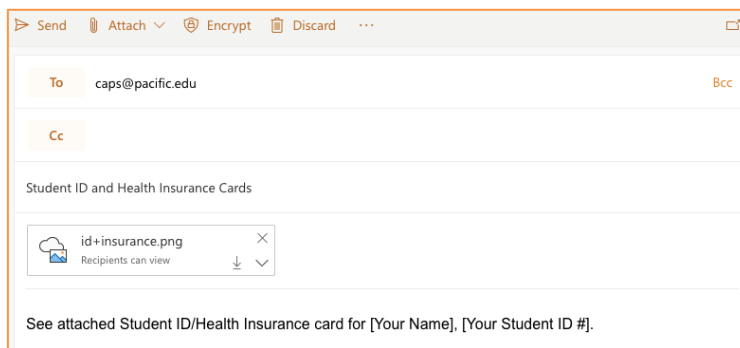 Send Attach Encrypt Discard ...
To caps@pacific.edu Bcc
Cc
Student ID and Health Insurance Cards
id+insurance.png
Recipients can view
See attached Student ID/Health Insurance card for [Your Name], [Your Student ID #].